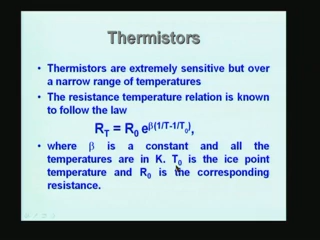 Thermistors
• Thermistors are extremely sensitive but over
a narrow range of temperatures
• The resistance temperature relation is known
to follow the law
R_T = R_0 e^{β(1/T-1/T_0)},
• where β is a constant and all the
temperatures are in K. T_0 is the ice point
temperature and R_0 is the corresponding
resistance.